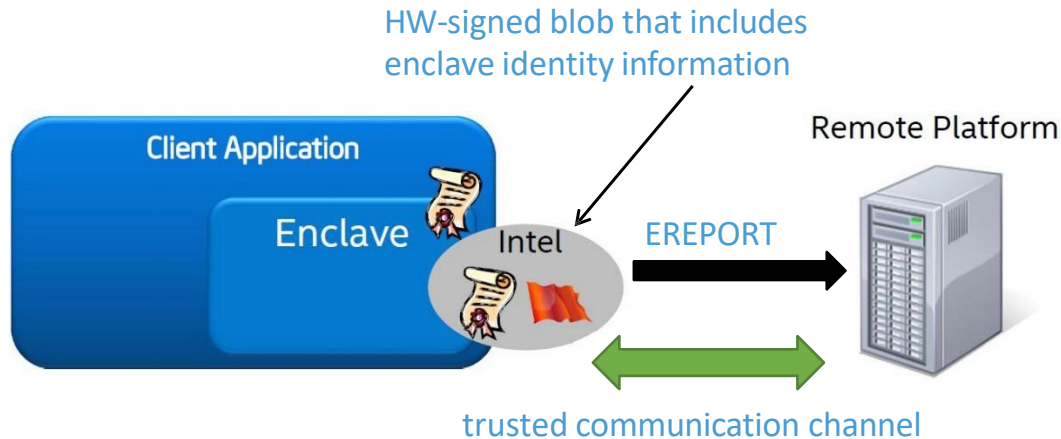 HW-signed blob that includes
enclave identity information
Client Application
Remote Platform
Enclave
Intel
EREPORT
trusted communication channel